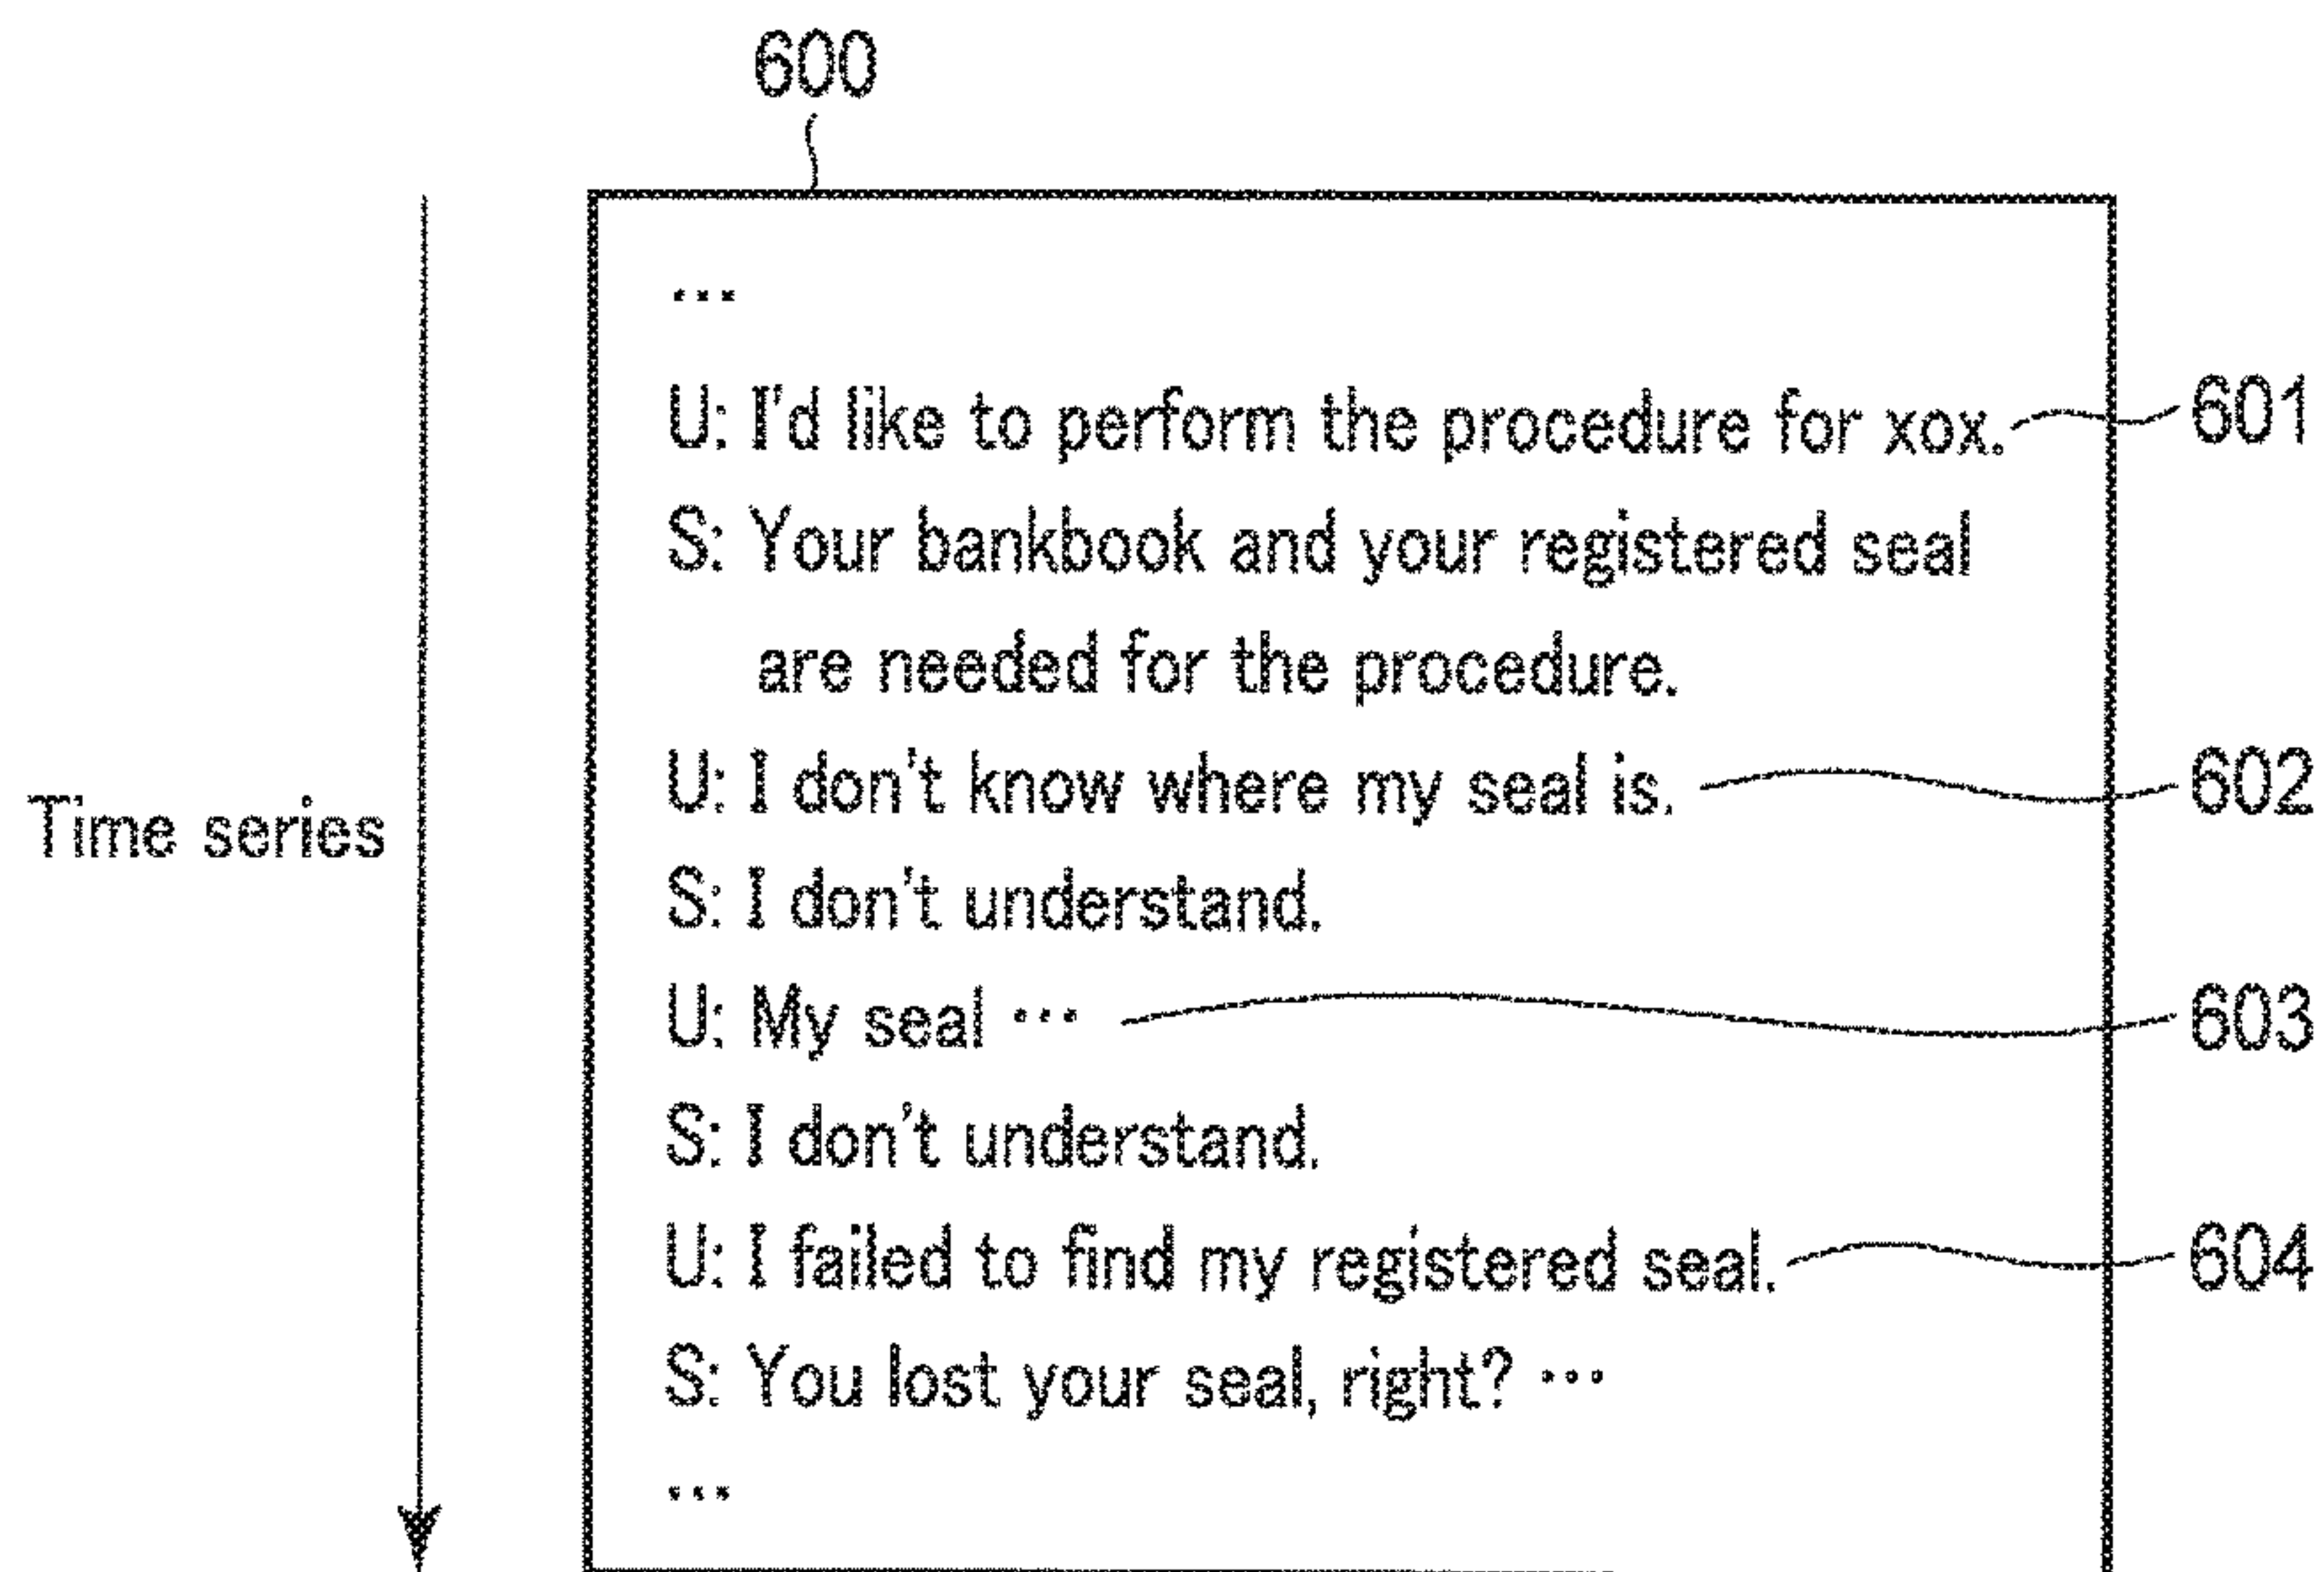 600
...
U: I'd like to perform the procedure for xox. 601
S: Your bankbook and your registered seal
are needed for the procedure.
U: I don't know where my seal is. 602
Time series
S: I don't understand.
U: My seal ... 603
S: I don't understand.
U: I failed to find my registered seal. 604
S: You lost your seal, right? ...
...